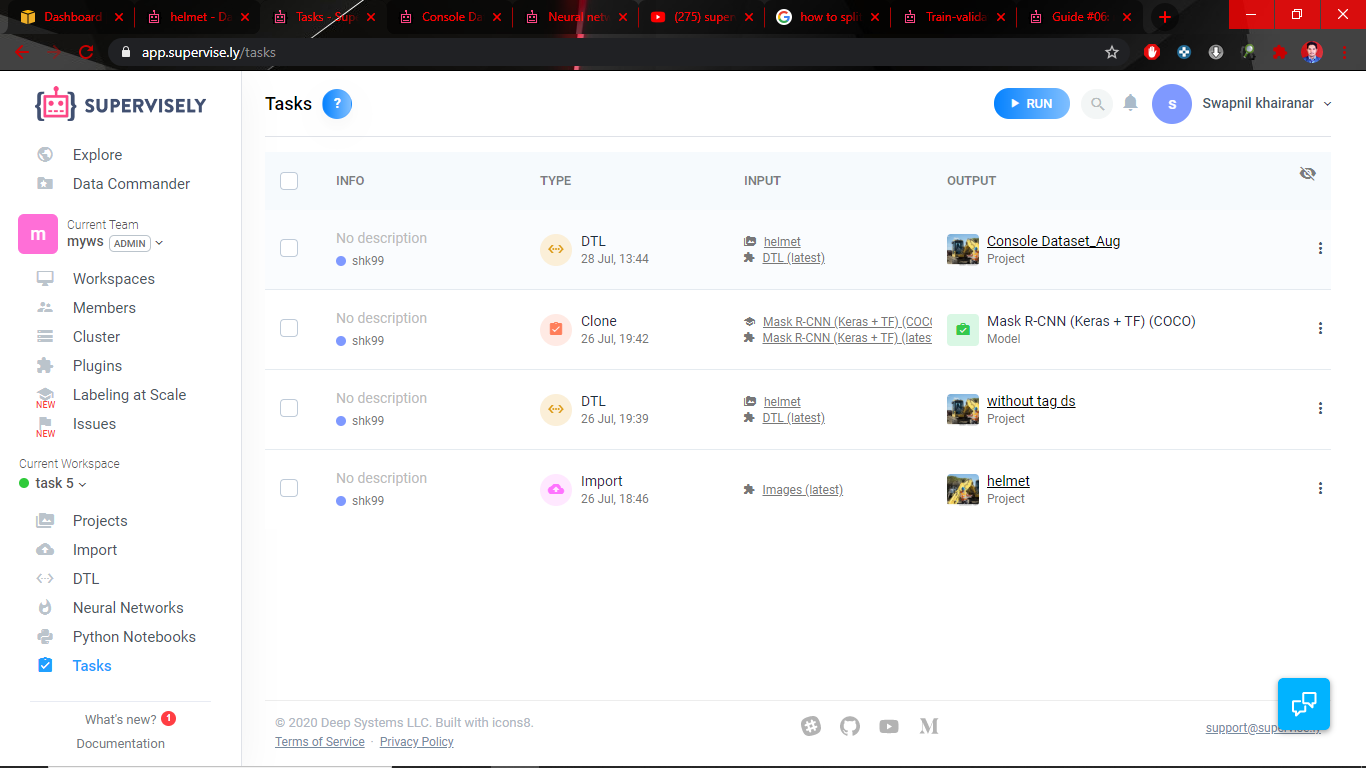 Dashboard
helmet - Da
Tasks - Sup
Console Da
Neural netw
(275) super
how to split
Train-valida
Guide #06:
app.supervise.ly/tasks
SUPERVISELY
Explore
Data Commander
m
Current Team
myws ADMIN
Workspaces
Members
Cluster
Plugins
Labeling at Scale
NEW
Issues
NEW
Current Workspace
task 5
Projects
Import
DTL
Neural Networks
Python Notebooks
Tasks
What's new? 1
Documentation
Tasks ?
RUN
s
Swapnil khairanar
INFO TYPE INPUT OUTPUT
No description
shk99
DTL
28 Jul, 13:44
helmet
DTL (latest)
Console Dataset_Aug
Project
No description
shk99
Clone
26 Jul, 19:42
Mask R-CNN (Keras + TF) (COCO
Mask R-CNN (Keras + TF) (latest
Mask R-CNN (Keras + TF) (COCO)
Model
No description
shk99
DTL
26 Jul, 19:39
helmet
DTL (latest)
without tag ds
Project
No description
shk99
Import
26 Jul, 18:46
Images (latest)
helmet
Project
© 2020 Deep Systems LLC. Built with icons8.
Terms of Service · Privacy Policy
support@supervise.ly